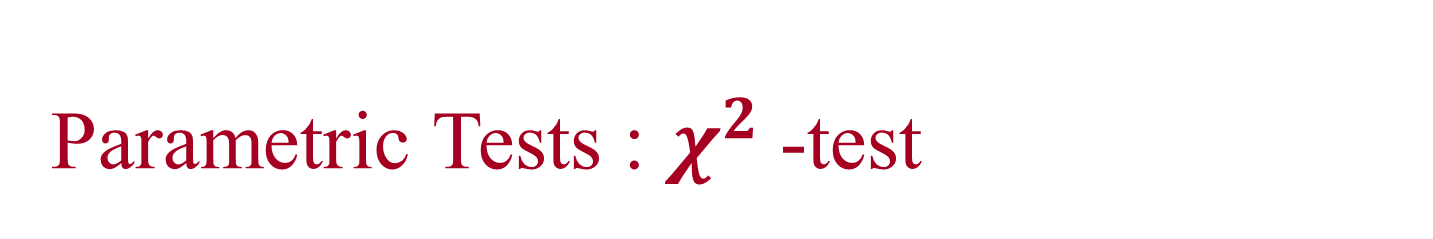 Parametric Tests : 𝝌² -test